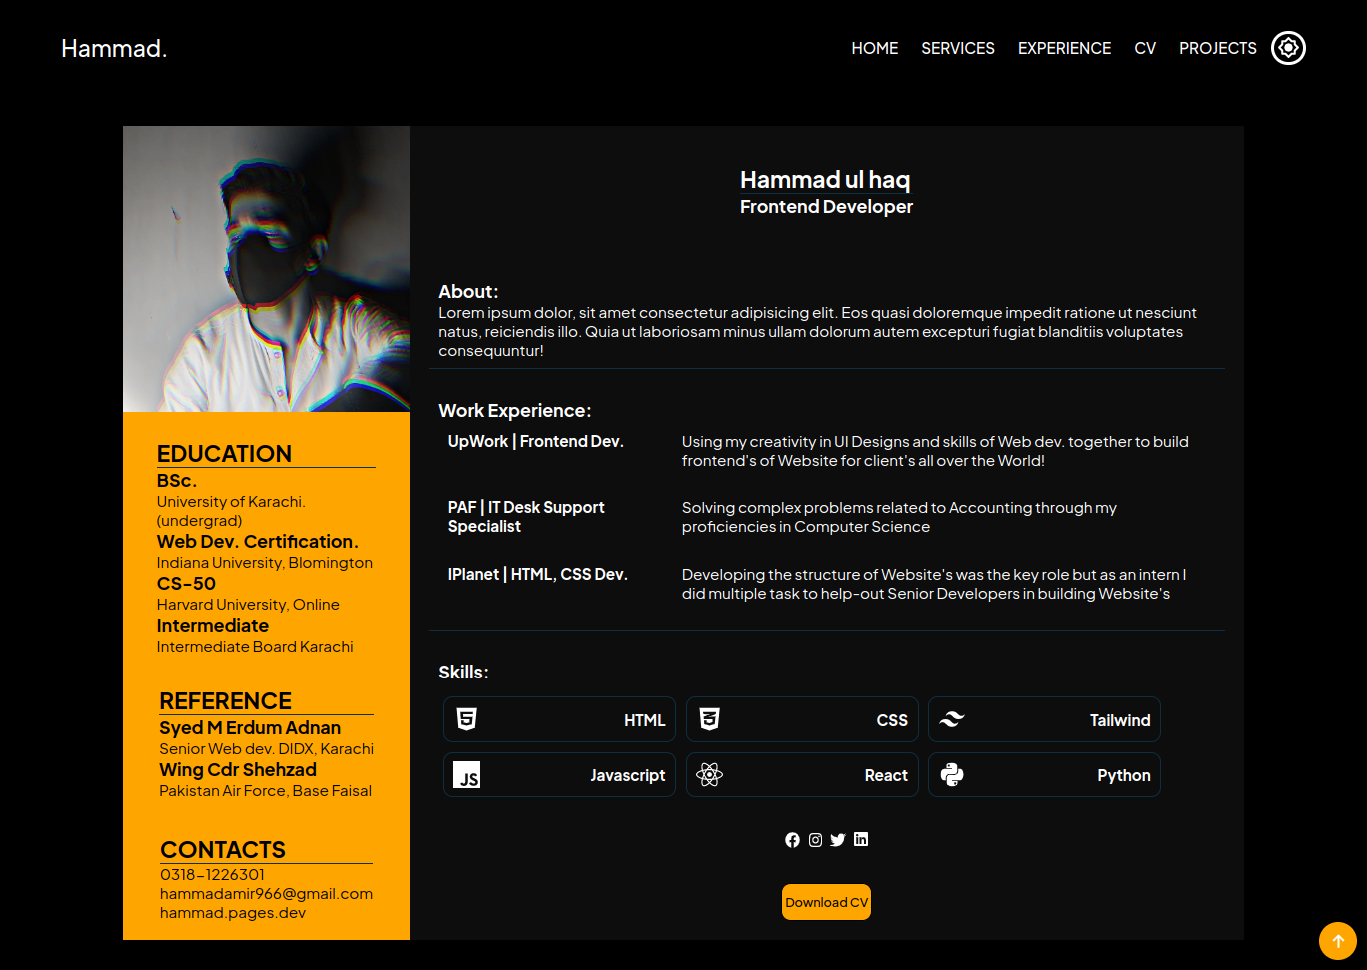 Hammad.
HOME SERVICES EXPERIENCE CV PROJECTS
EDUCATION
BSc.
University of Karachi.
(undergrad)
Web Dev. Certification.
Indiana University, Blomington
CS-50
Harvard University, Online
Intermediate
Intermediate Board Karachi
REFERENCE
Syed M Erdum Adnan
Senior Web dev. DIDX, Karachi
Wing Cdr Shehzad
Pakistan Air Force, Base Faisal
CONTACTS
0318-1226301
hammadamir966@gmail.com
hammad.pages.dev
Hammad ul haq
Frontend Developer
About:
Lorem ipsum dolor, sit amet consectetur adipisicing elit. Eos quasi doloremque impedit ratione ut nesciunt
natus, reiciendis illo. Quia ut laboriosam minus ullam dolorum autem excepturi fugiat blanditiis voluptates
consequuntur!
Work Experience:
UpWork | Frontend Dev.
Using my creativity in UI Designs and skills of Web dev. together to build
frontend's of Website for client's all over the World!
PAF | IT Desk Support
Specialist
Solving complex problems related to Accounting through my
proficiencies in Computer Science
IPlanet | HTML, CSS Dev.
Developing the structure of Website's was the key role but as an intern I
did multiple task to help-out Senior Developers in building Website's
Skills:
HTML
CSS
Tailwind
JS Javascript
React
Python
Download CV